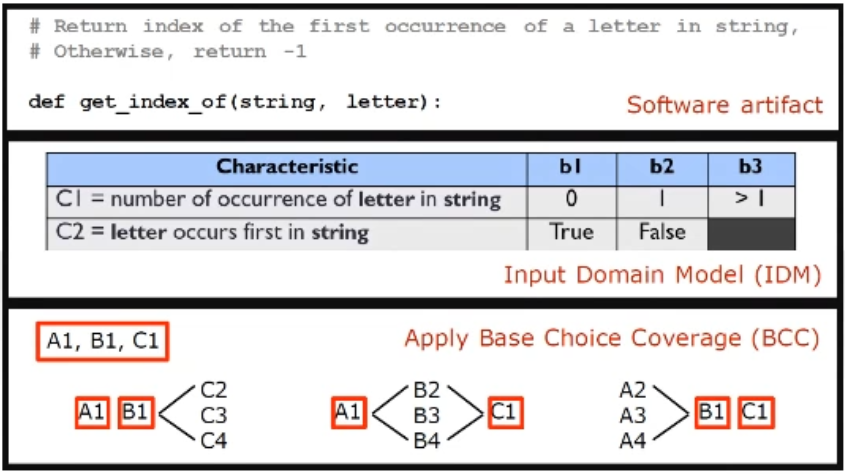 # Return index of the first occurrence of a letter in string,
# Otherwise, return -1
def get_index_of(string, letter):
Software artifact
Characteristic b1 b2 b3
C1 = number of occurrence of letter in string 0 1 > 1
C2 = letter occurs first in string True False
Input Domain Model (IDM)
A1, B1, C1
Apply Base Choice Coverage (BCC)
A1 B1 C2 C3 C4
A1 B2 B3 B4 C1
A2 A3 A4 B1 C1